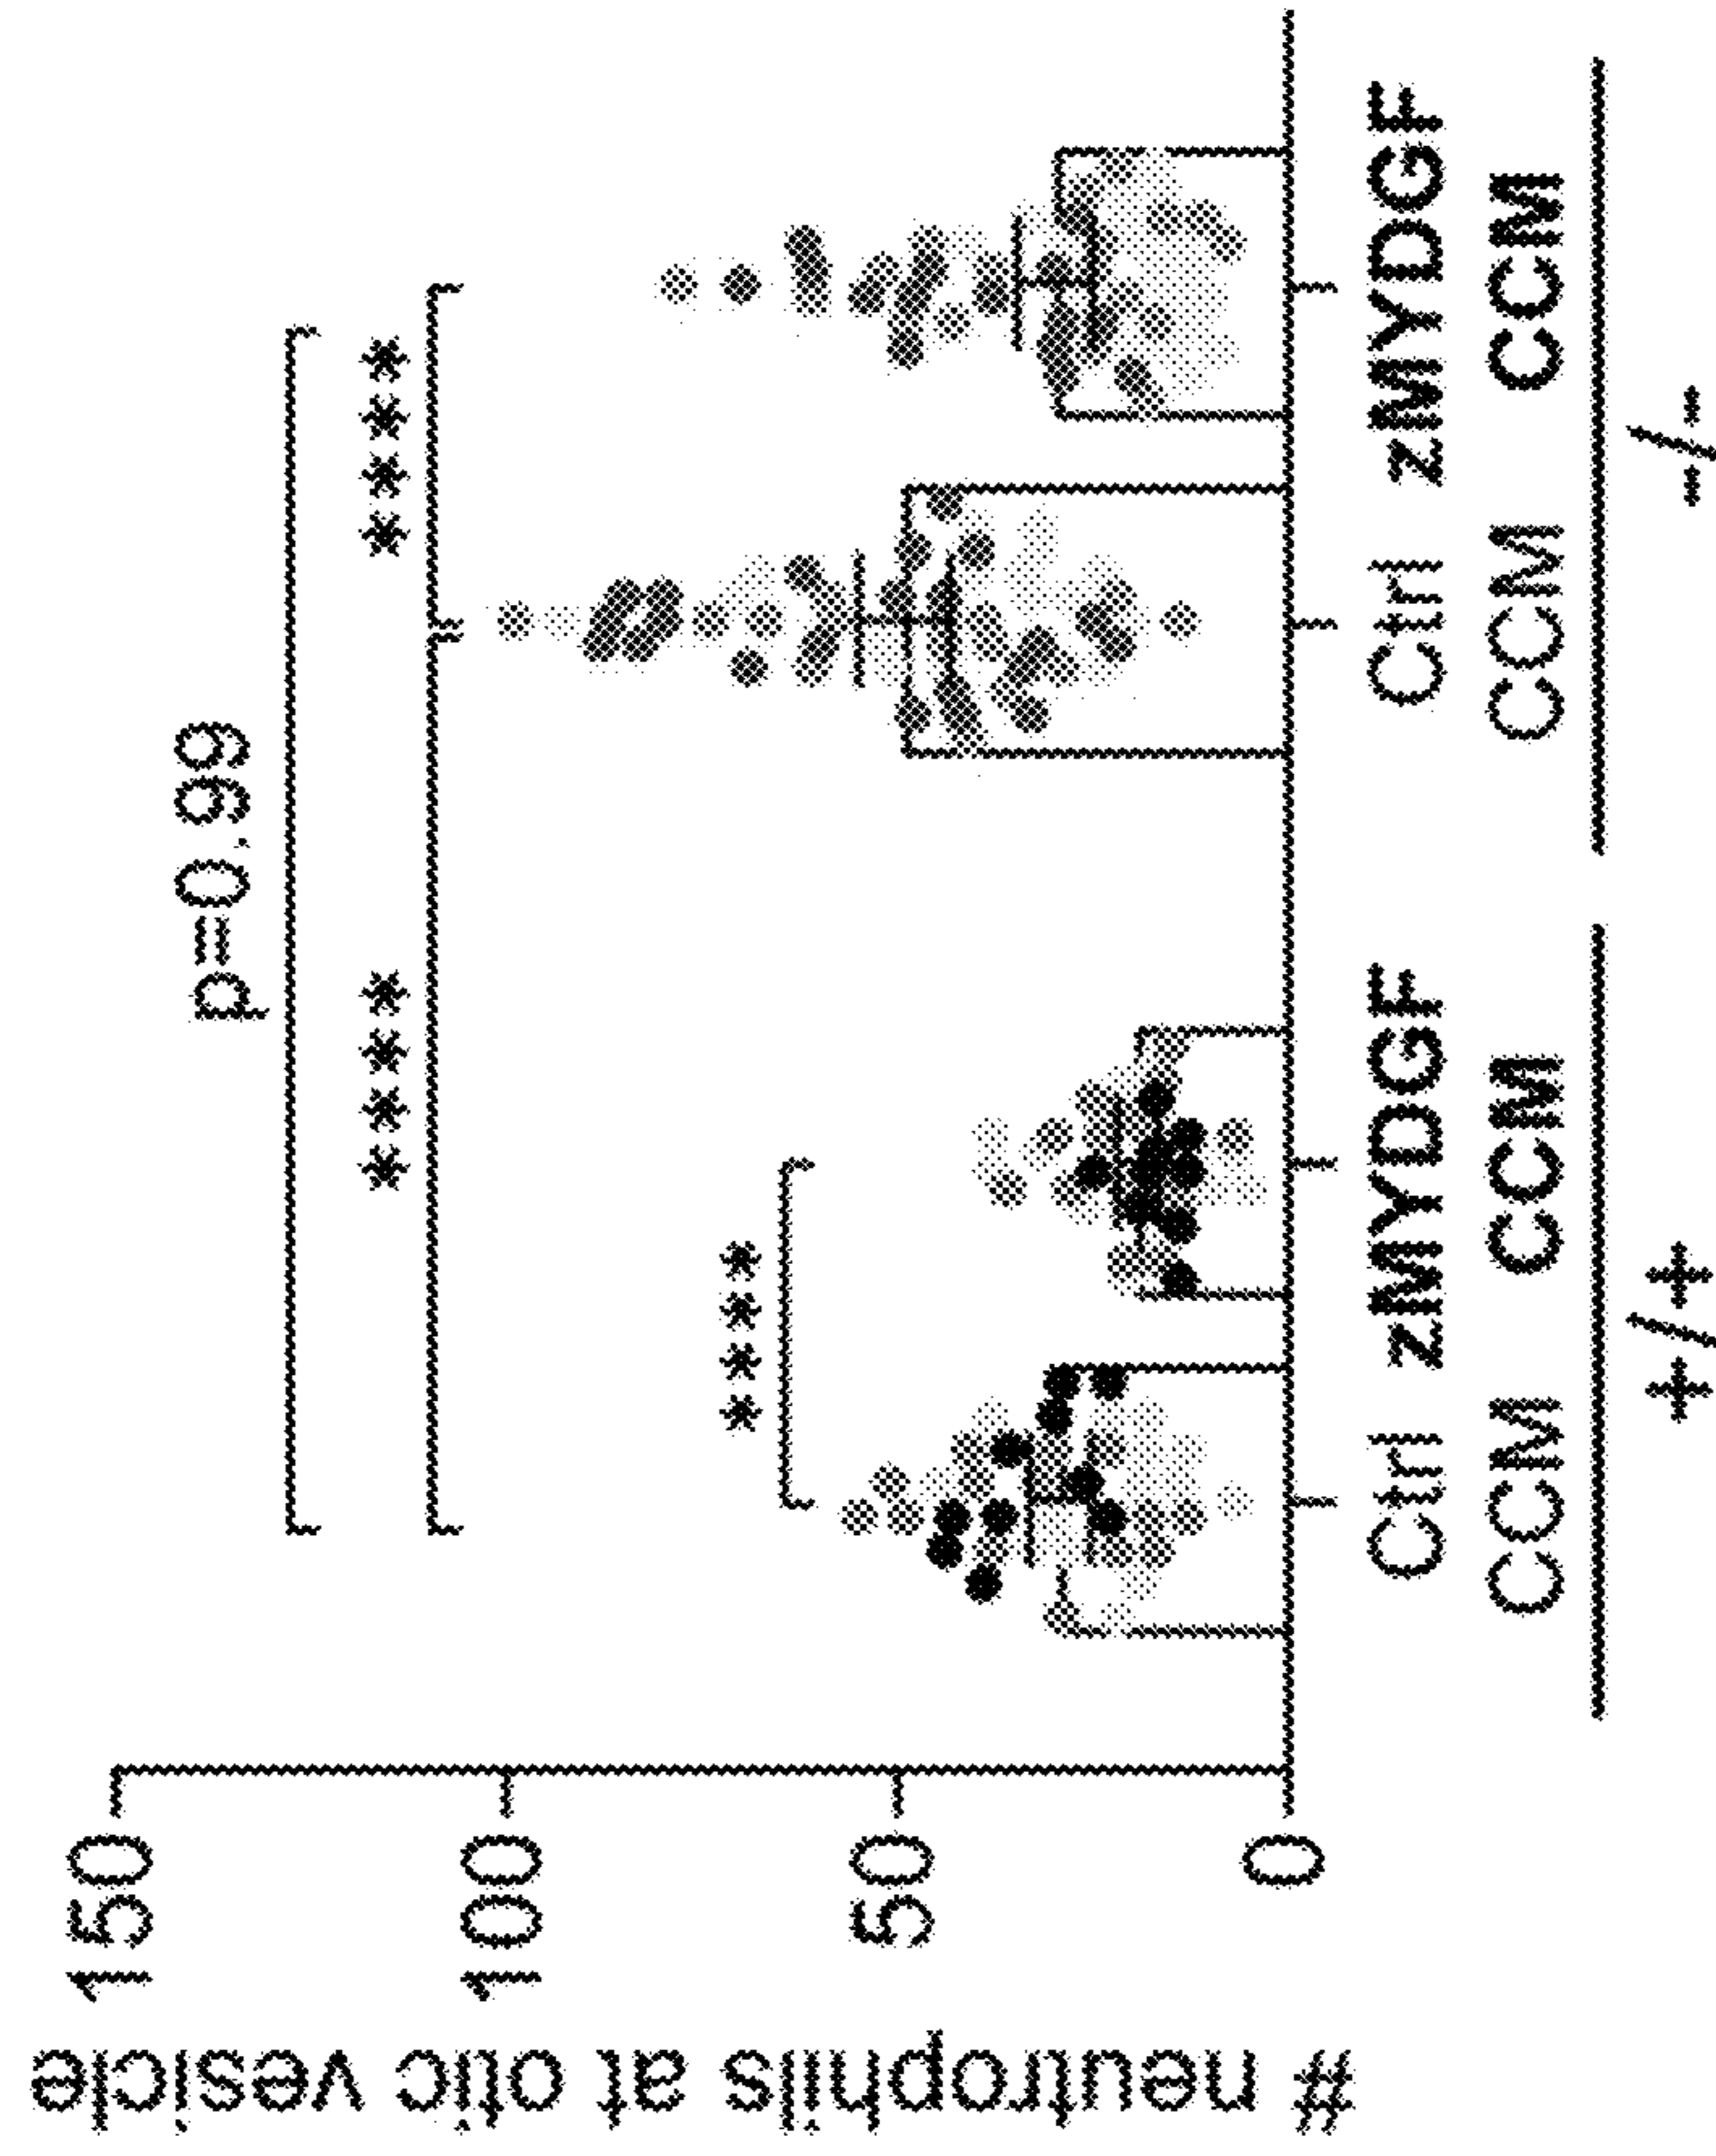 # neutrophils at otic vesicle
150
100
50
0
p=0.99
**** ****
****
Ctrl zMYDGF Ctrl zMYDGF
CCM CCM CCM CCM
+/+ -/-